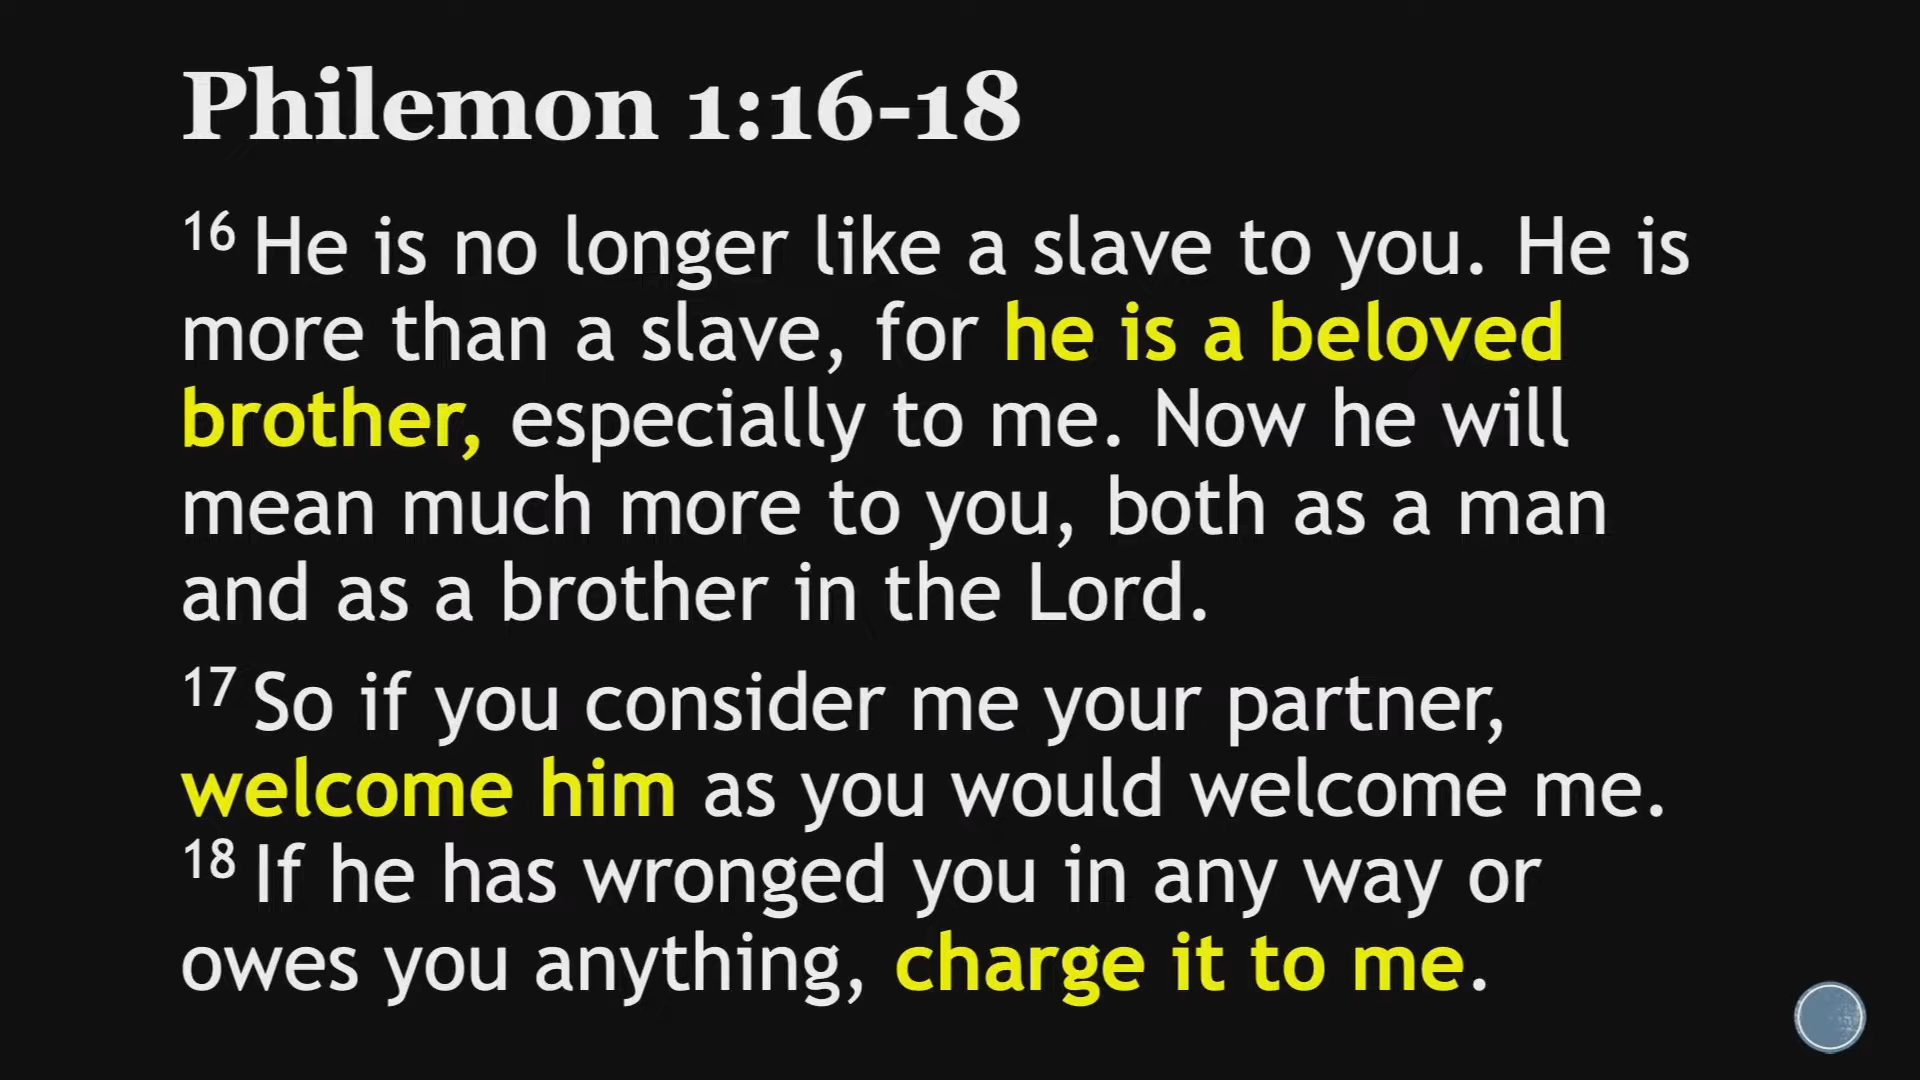 Philemon 1:16-18
16 He is no longer like a slave to you. He is
more than a slave, for he is a beloved
brother, especially to me. Now he will
mean much more to you, both as a man
and as a brother in the Lord.
17 So if you consider me your partner,
welcome him as you would welcome me.
18 If he has wronged you in any way or
owes you anything, charge it to me.